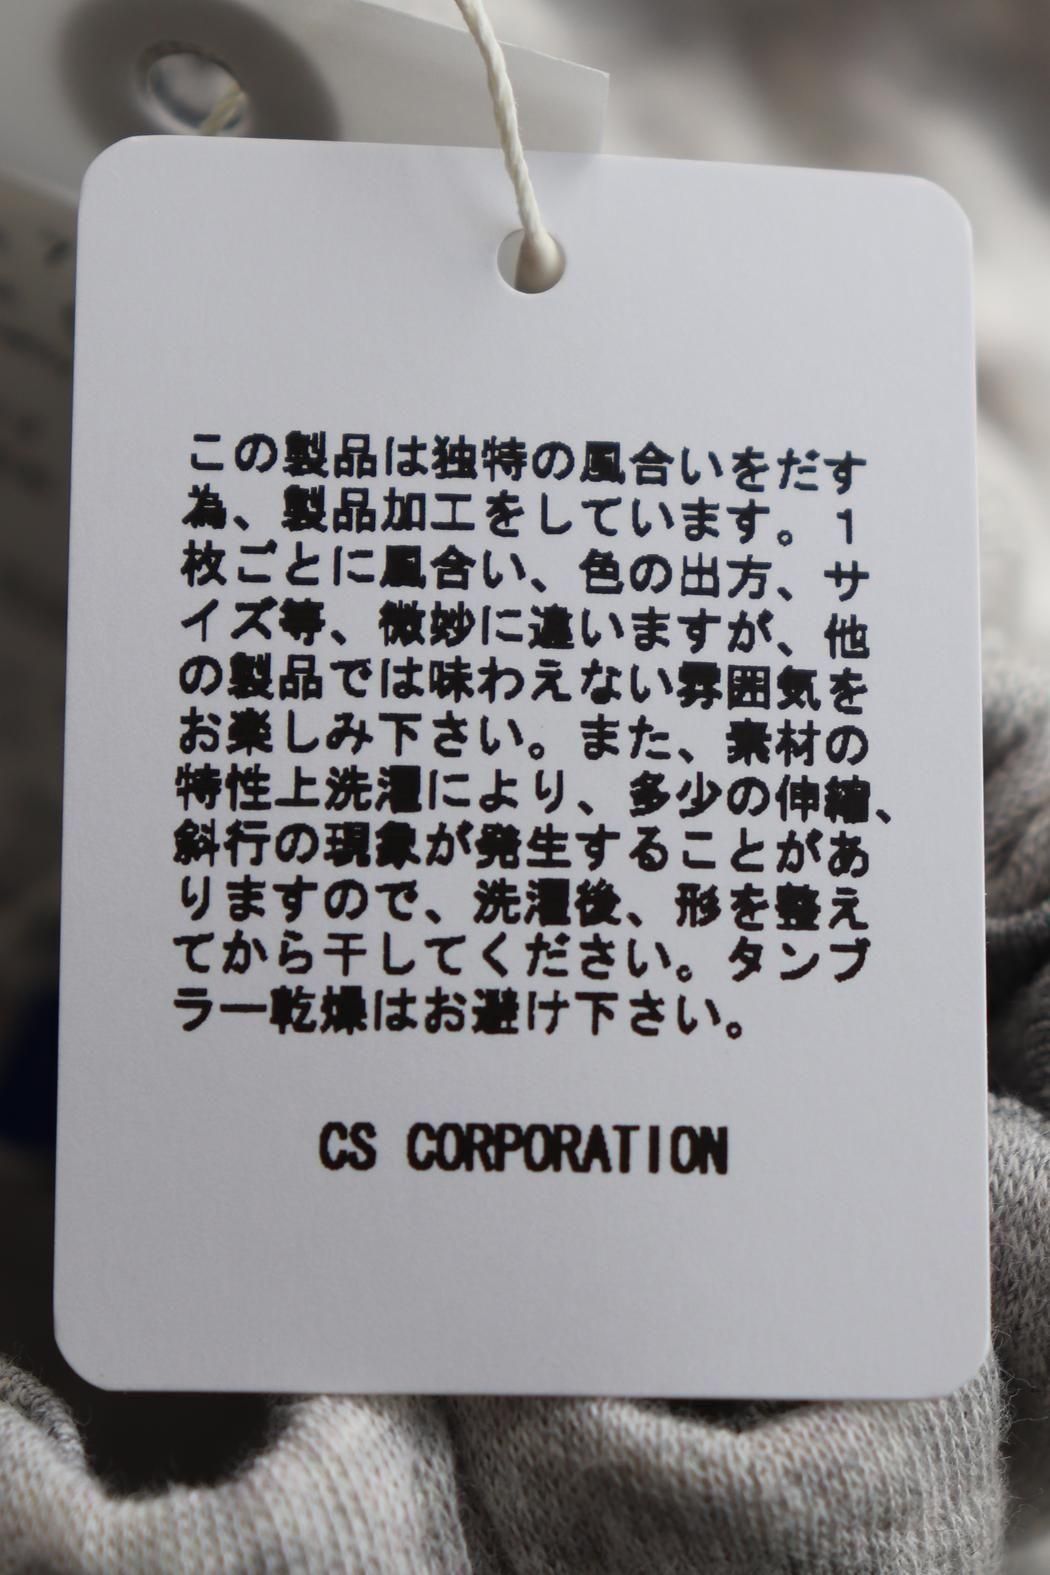 この製品は独特の風合いをだす
為、製品加工をしています。1
枚ごとに風合い、色の出方、サ
イズ等、微妙に違いますが、他
の製品では味わえない雰囲気を
お楽しみ下さい。また、素材の
特性上洗濯により、多少の伸縮、
斜行の現象が発生することがあ
りますので、洗濯後、形を整え
てから干してください。タンブ
ラー乾燥はお避け下さい。
CS CORPORATION